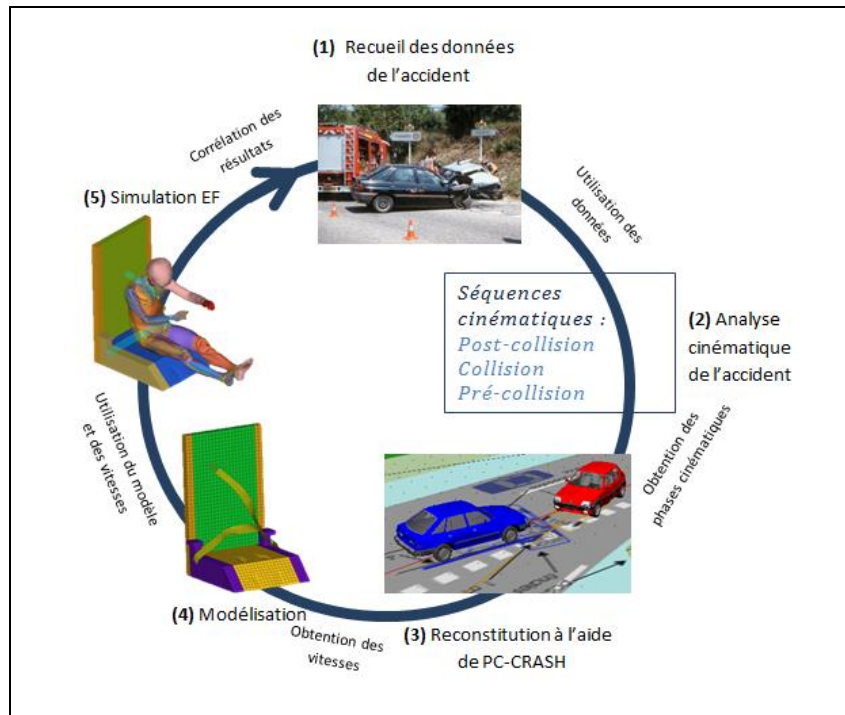 (1) Recueil des données
de l'accident
Utilisation des
données
Séquences
cinématiques :
Post-collision
Collision
Pré-collision
(2) Analyse
cinématique
de l'accident
Obtention des
phases cinématiques
(3) Reconstitution à l'aide
de PC-CRASH
Obtention des
vitesses
(4) Modélisation
Utilisation du modèle
et des vitesses
(5) Simulation EF
Corrélation des
résultats